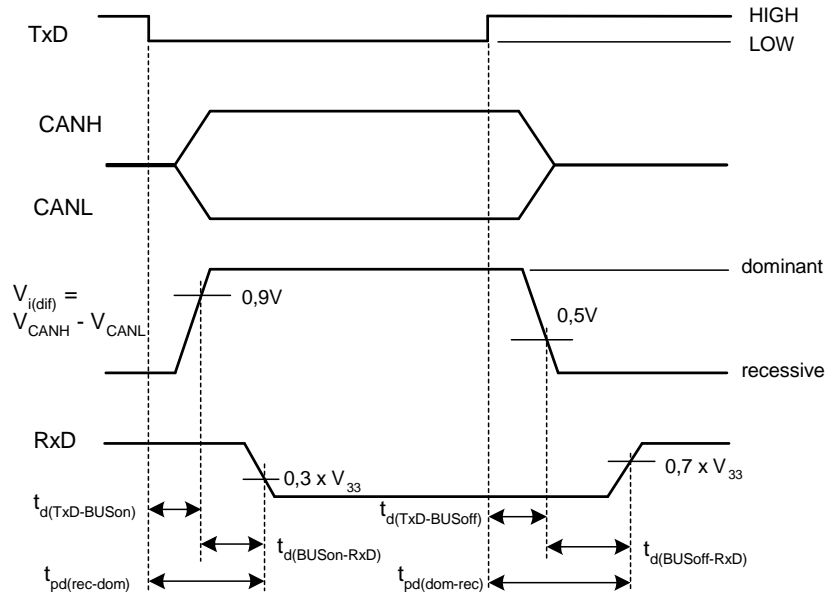 HIGH
TxD
LOW
CANH
CANL
dominant
V_i(dif) =
V_CANH - V_CANL
0,9V
0,5V
recessive
RxD
0,3 x V_33
0,7 x V_33
t_d(TxD-BUSon)
t_d(TxD-BUSoff)
t_d(BUSon-RxD)
t_d(BUSoff-RxD)
t_pd(rec-dom)
t_pd(dom-rec)